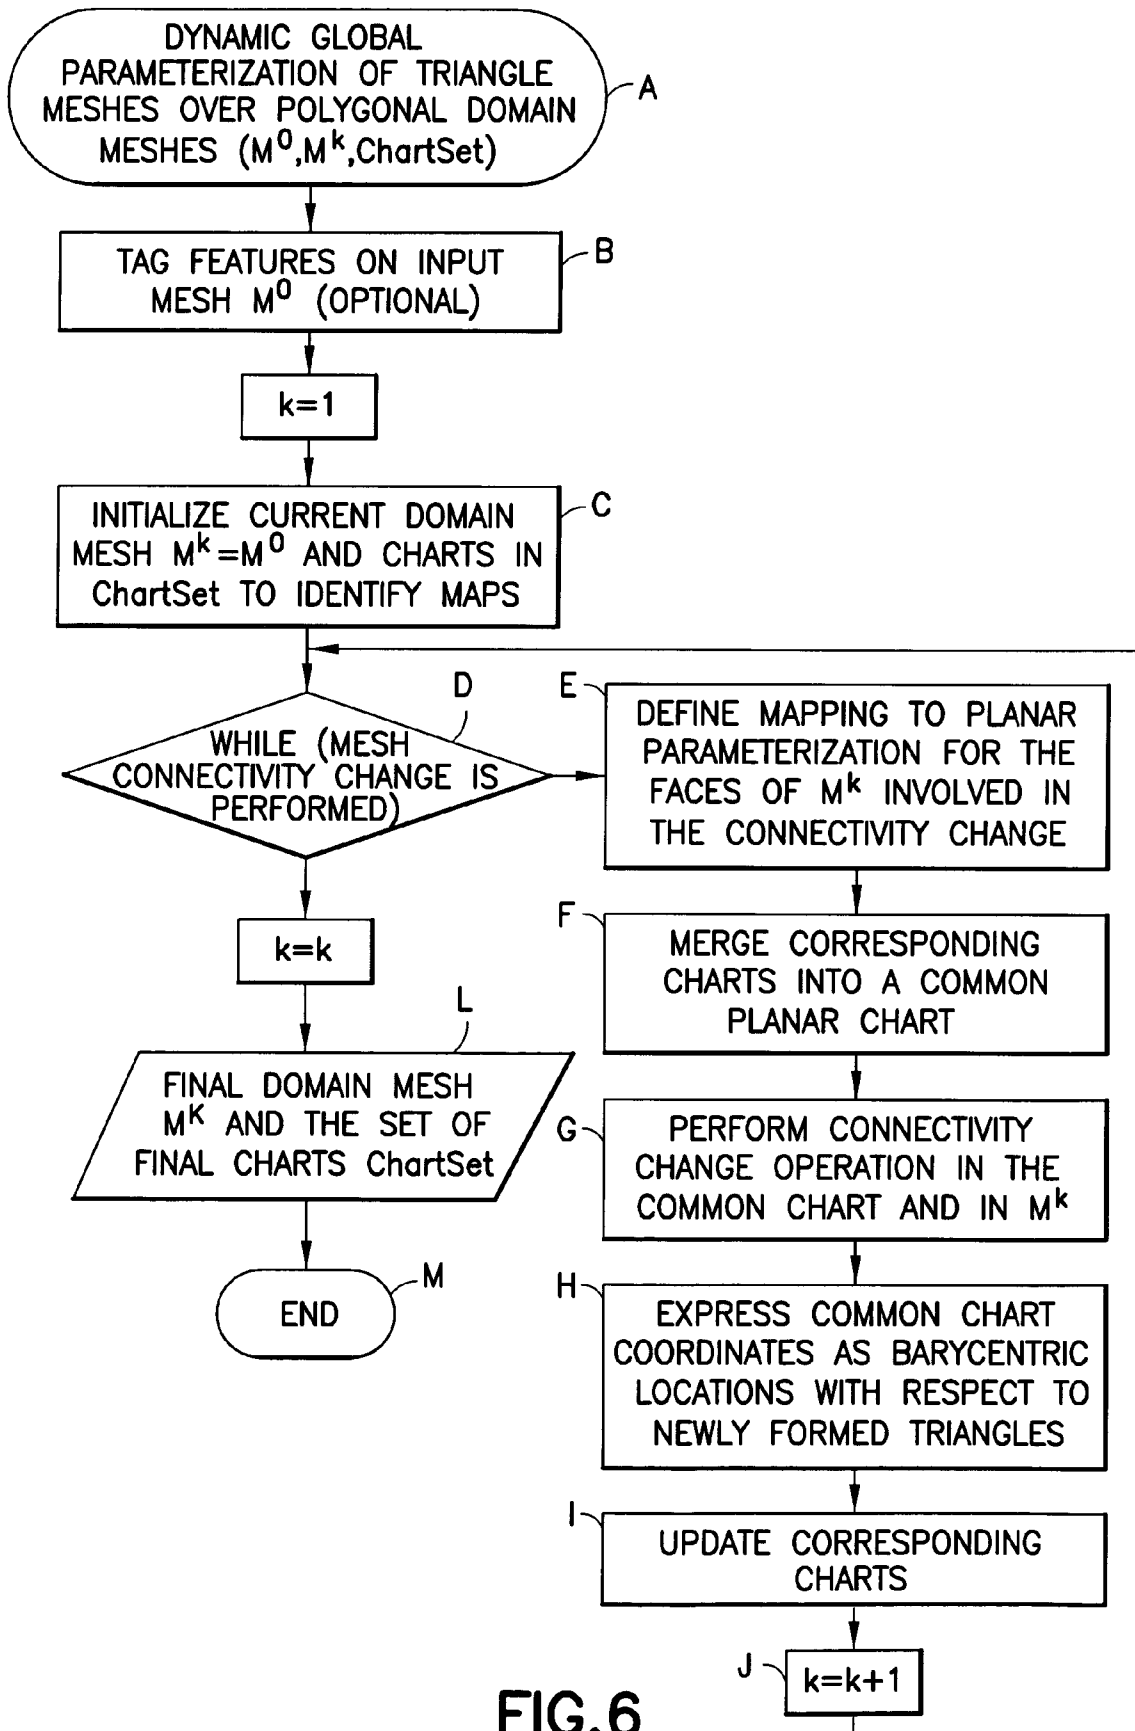 DYNAMIC GLOBAL
PARAMETERIZATION OF TRIANGLE
MESHES OVER POLYGONAL DOMAIN
MESHES (M⁰,Mᵏ,ChartSet)
A
TAG FEATURES ON INPUT
MESH M⁰ (OPTIONAL)
B
k=1
INITIALIZE CURRENT DOMAIN
MESH Mᵏ=M⁰ AND CHARTS IN
ChartSet TO IDENTIFY MAPS
C
WHILE (MESH
CONNECTIVITY CHANGE IS
PERFORMED)
D
k=k
FINAL DOMAIN MESH
Mᴷ AND THE SET OF
FINAL CHARTS ChartSet
L
END
M
E
DEFINE MAPPING TO PLANAR
PARAMETERIZATION FOR THE
FACES OF Mᵏ INVOLVED IN
THE CONNECTIVITY CHANGE
F
MERGE CORRESPONDING
CHARTS INTO A COMMON
PLANAR CHART
G
PERFORM CONNECTIVITY
CHANGE OPERATION IN THE
COMMON CHART AND IN Mᵏ
H
EXPRESS COMMON CHART
COORDINATES AS BARYCENTRIC
LOCATIONS WITH RESPECT TO
NEWLY FORMED TRIANGLES
I
UPDATE CORRESPONDING
CHARTS
J
k=k+1
FIG.6